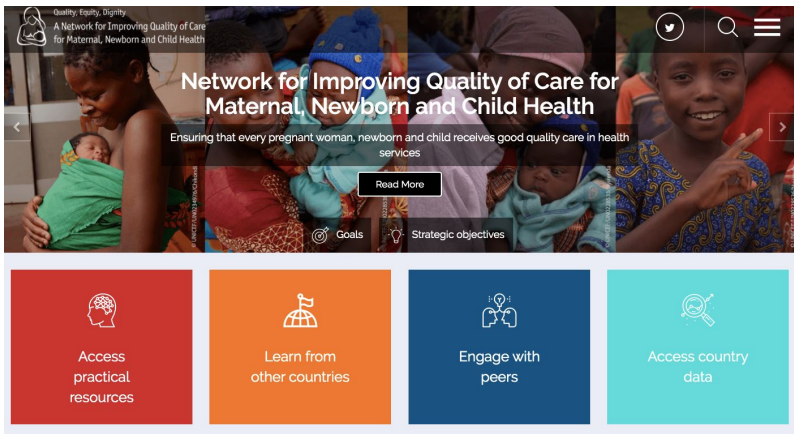 Quality, Equity, Dignity
A Network for Improving Quality of Care
for Maternal, Newborn and Child Health
Network for Improving Quality of Care for
Maternal, Newborn and Child Health
Ensuring that every pregnant woman, newborn and child receives good quality care in health
services
Read More
Goals
Strategic objectives
Access
practical
resources
Learn from
other countries
Engage with
peers
Access country
data